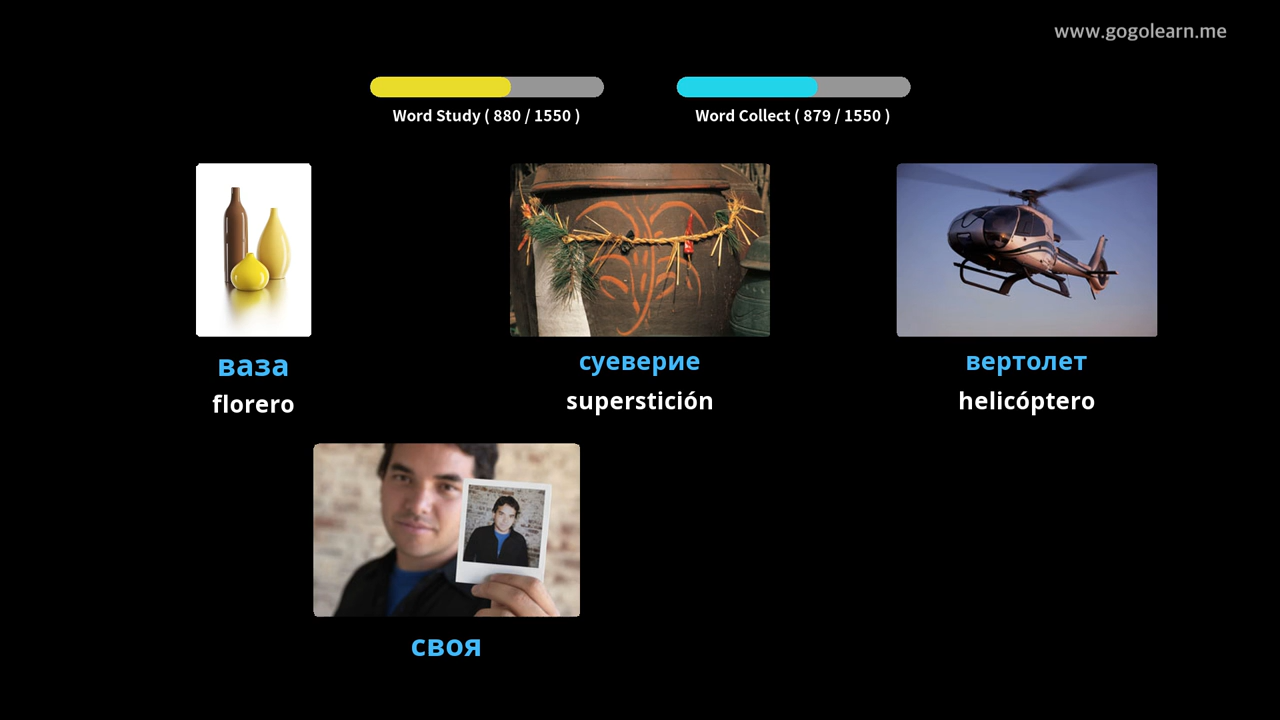 www.gogolearn.me
Word Study ( 880 / 1550 )
Word Collect ( 879 / 1550 )
ваза
суеверие
вертолет
florero
superstición
helicóptero
своя